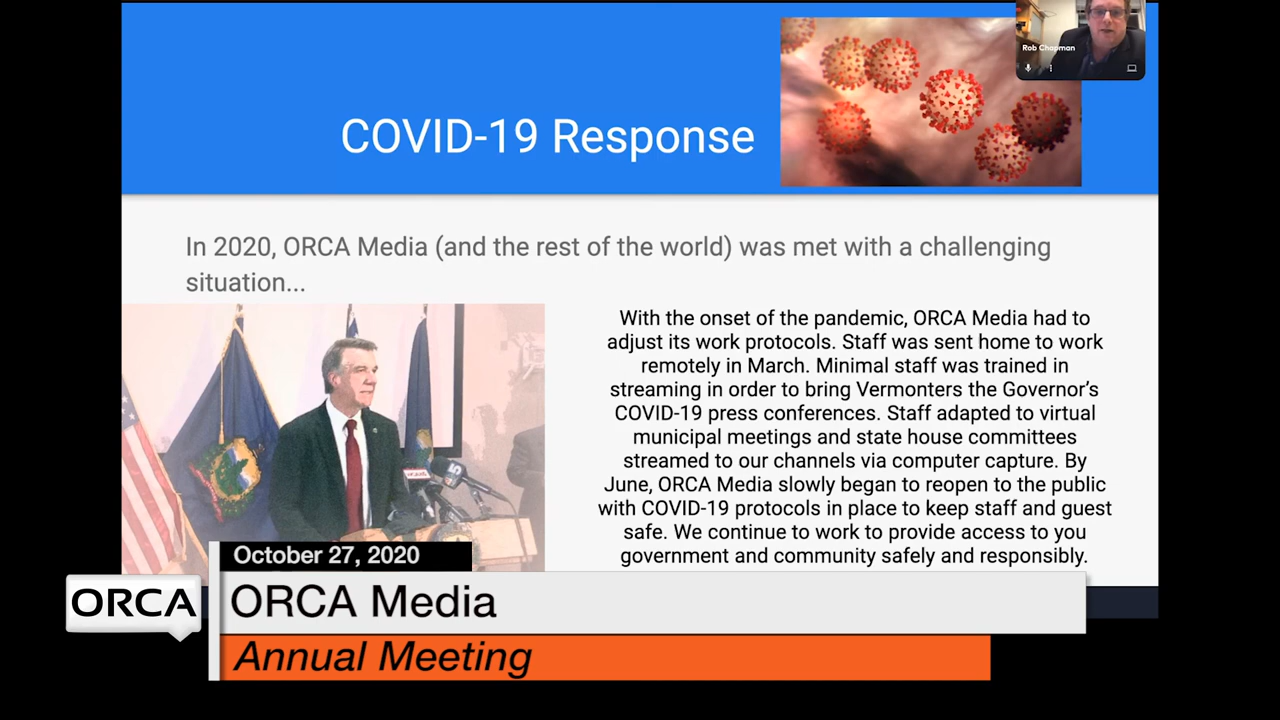 Rob Chapman
COVID-19 Response
In 2020, ORCA Media (and the rest of the world) was met with a challenging
situation...
With the onset of the pandemic, ORCA Media had to
adjust its work protocols. Staff was sent home to work
remotely in March. Minimal staff was trained in
streaming in order to bring Vermonters the Governor's
COVID-19 press conferences. Staff adapted to virtual
municipal meetings and state house committees
streamed to our channels via computer capture. By
June, ORCA Media slowly began to reopen to the public
with COVID-19 protocols in place to keep staff and guest
safe. We continue to work to provide access to you
government and community safely and responsibly.
October 27, 2020
ORCA
ORCA Media
Annual Meeting